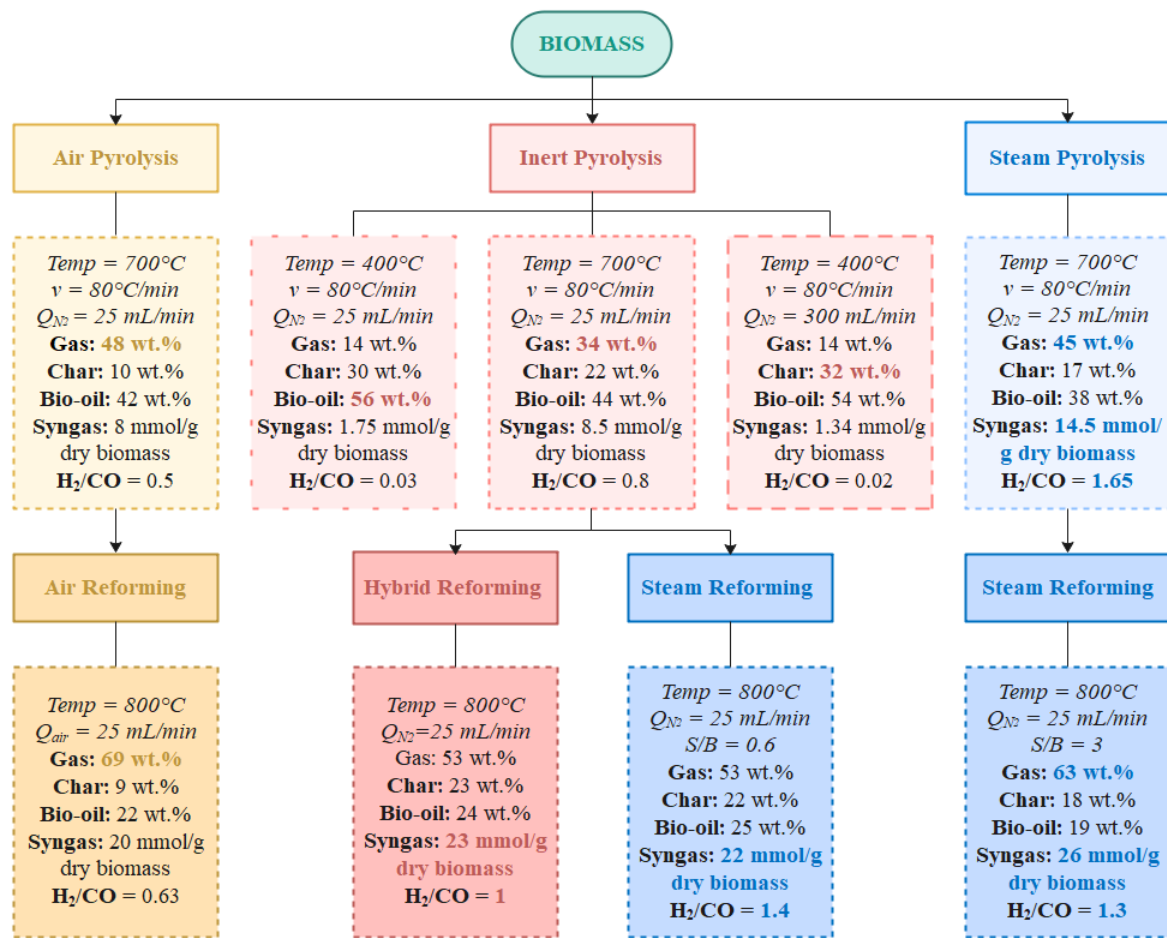 BIOMASS
Air Pyrolysis
Inert Pyrolysis
Steam Pyrolysis
Temp = 700°C
v = 80°C/min
Q_N2 = 25 mL/min
Gas: 48 wt.%
Char: 10 wt.%
Bio-oil: 42 wt.%
Syngas: 8 mmol/g
dry biomass
H₂/CO = 0.5
Temp = 400°C
v = 80°C/min
Q_N2 = 25 mL/min
Gas: 14 wt.%
Char: 30 wt.%
Bio-oil: 56 wt.%
Syngas: 1.75 mmol/g
dry biomass
H₂/CO = 0.03
Temp = 700°C
v = 80°C/min
Q_N2 = 25 mL/min
Gas: 34 wt.%
Char: 22 wt.%
Bio-oil: 44 wt.%
Syngas: 8.5 mmol/g
dry biomass
H₂/CO = 0.8
Temp = 400°C
v = 80°C/min
Q_N2 = 300 mL/min
Gas: 14 wt.%
Char: 32 wt.%
Bio-oil: 54 wt.%
Syngas: 1.34 mmol/g
dry biomass
H₂/CO = 0.02
Temp = 700°C
v = 80°C/min
Q_N2 = 25 mL/min
Gas: 45 wt.%
Char: 17 wt.%
Bio-oil: 38 wt.%
Syngas: 14.5 mmol/
g dry biomass
H₂/CO = 1.65
Air Reforming
Hybrid Reforming
Steam Reforming
Steam Reforming
Temp = 800°C
Q_air = 25 mL/min
Gas: 69 wt.%
Char: 9 wt.%
Bio-oil: 22 wt.%
Syngas: 20 mmol/g
dry biomass
H₂/CO = 0.63
Temp = 800°C
Q_N2=25 mL/min
Gas: 53 wt.%
Char: 23 wt.%
Bio-oil: 24 wt.%
Syngas: 23 mmol/g
dry biomass
H₂/CO = 1
Temp = 800°C
Q_N2 = 25 mL/min
S/B = 0.6
Gas: 53 wt.%
Char: 22 wt.%
Bio-oil: 25 wt.%
Syngas: 22 mmol/g
dry biomass
H₂/CO = 1.4
Temp = 800°C
Q_N2 = 25 mL/min
S/B = 3
Gas: 63 wt.%
Char: 18 wt.%
Bio-oil: 19 wt.%
Syngas: 26 mmol/g
dry biomass
H₂/CO = 1.3